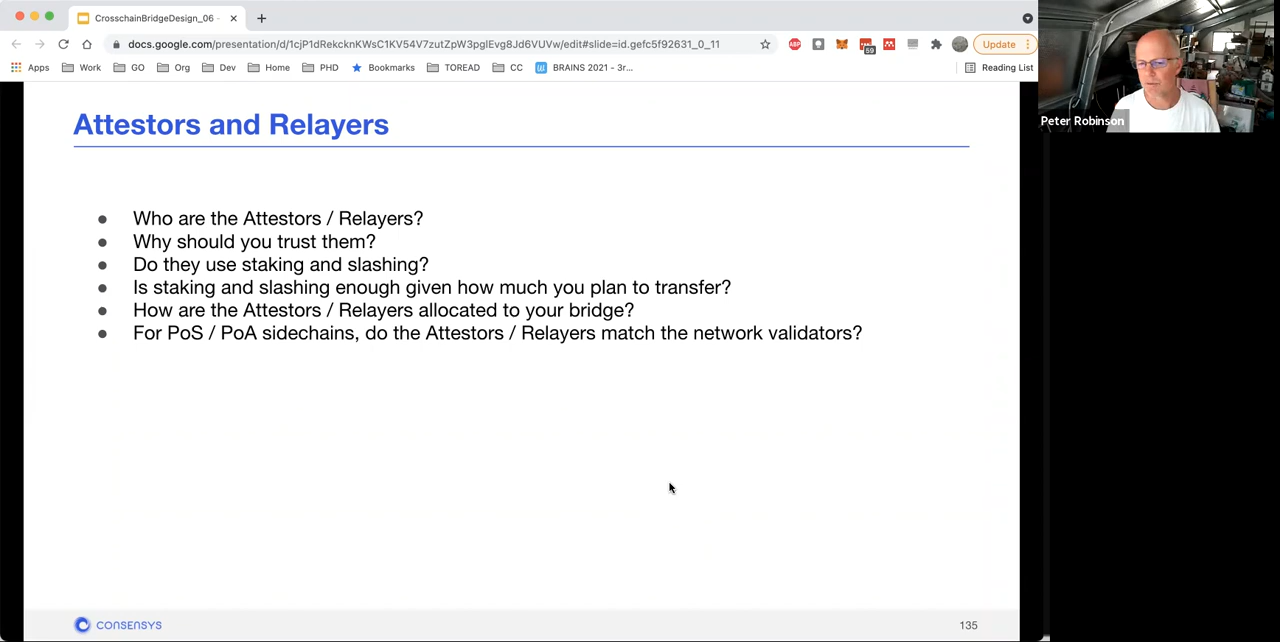 CrosschainBridgeDesign_06 -
docs.google.com/presentation/d/1cjP1dRekcknKWsC1KV54V7zutZpW3pglEvg8Jd6VUVw/edit#slide=id.gefc5f92631_0_11
ABP
59
Update
Apps
Work
GO
Org
Dev
Home
PHD
Bookmarks
TOREAD
CC
BRAINS 2021 - 3r...
Reading List
Peter Robinson
Attestors and Relayers
Who are the Attestors / Relayers?
Why should you trust them?
Do they use staking and slashing?
Is staking and slashing enough given how much you plan to transfer?
How are the Attestors / Relayers allocated to your bridge?
For PoS / PoA sidechains, do the Attestors / Relayers match the network validators?
CONSENSYS
135